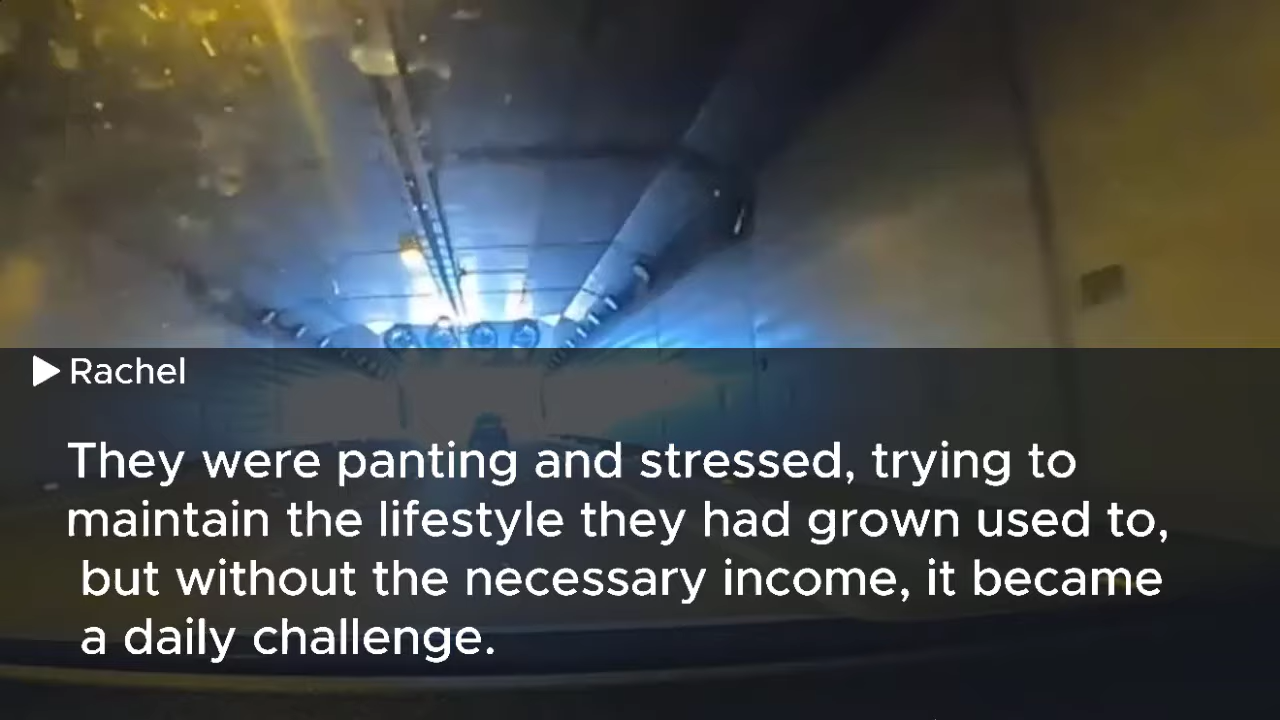 Rachel
They were panting and stressed, trying to
maintain the lifestyle they had grown used to,
but without the necessary income, it became
a daily challenge.